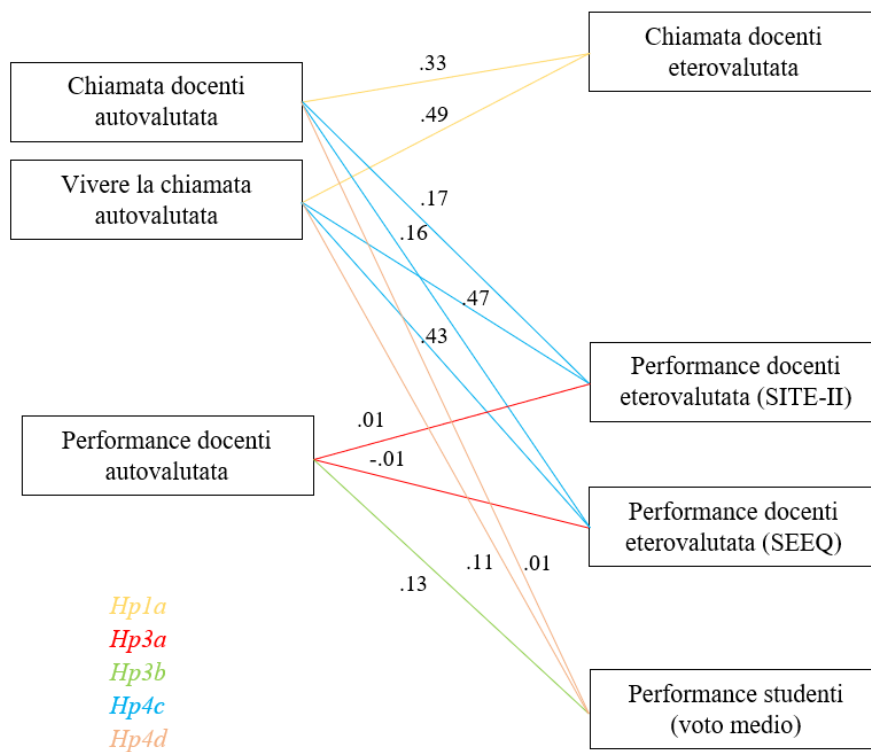 Chiamata docenti
eterovalutata
.33
Chiamata docenti
autovalutata
.49
Vivere la chiamata
autovalutata
.17
.16
.47
.43
Performance docenti
eterovalutata (SITE-II)
.01
Performance docenti
autovalutata
-.01
Performance docenti
eterovalutata (SEEQ)
.11
.01
.13
Hp1a
Hp3a
Hp3b
Hp4c
Hp4d
Performance studenti
(voto medio)